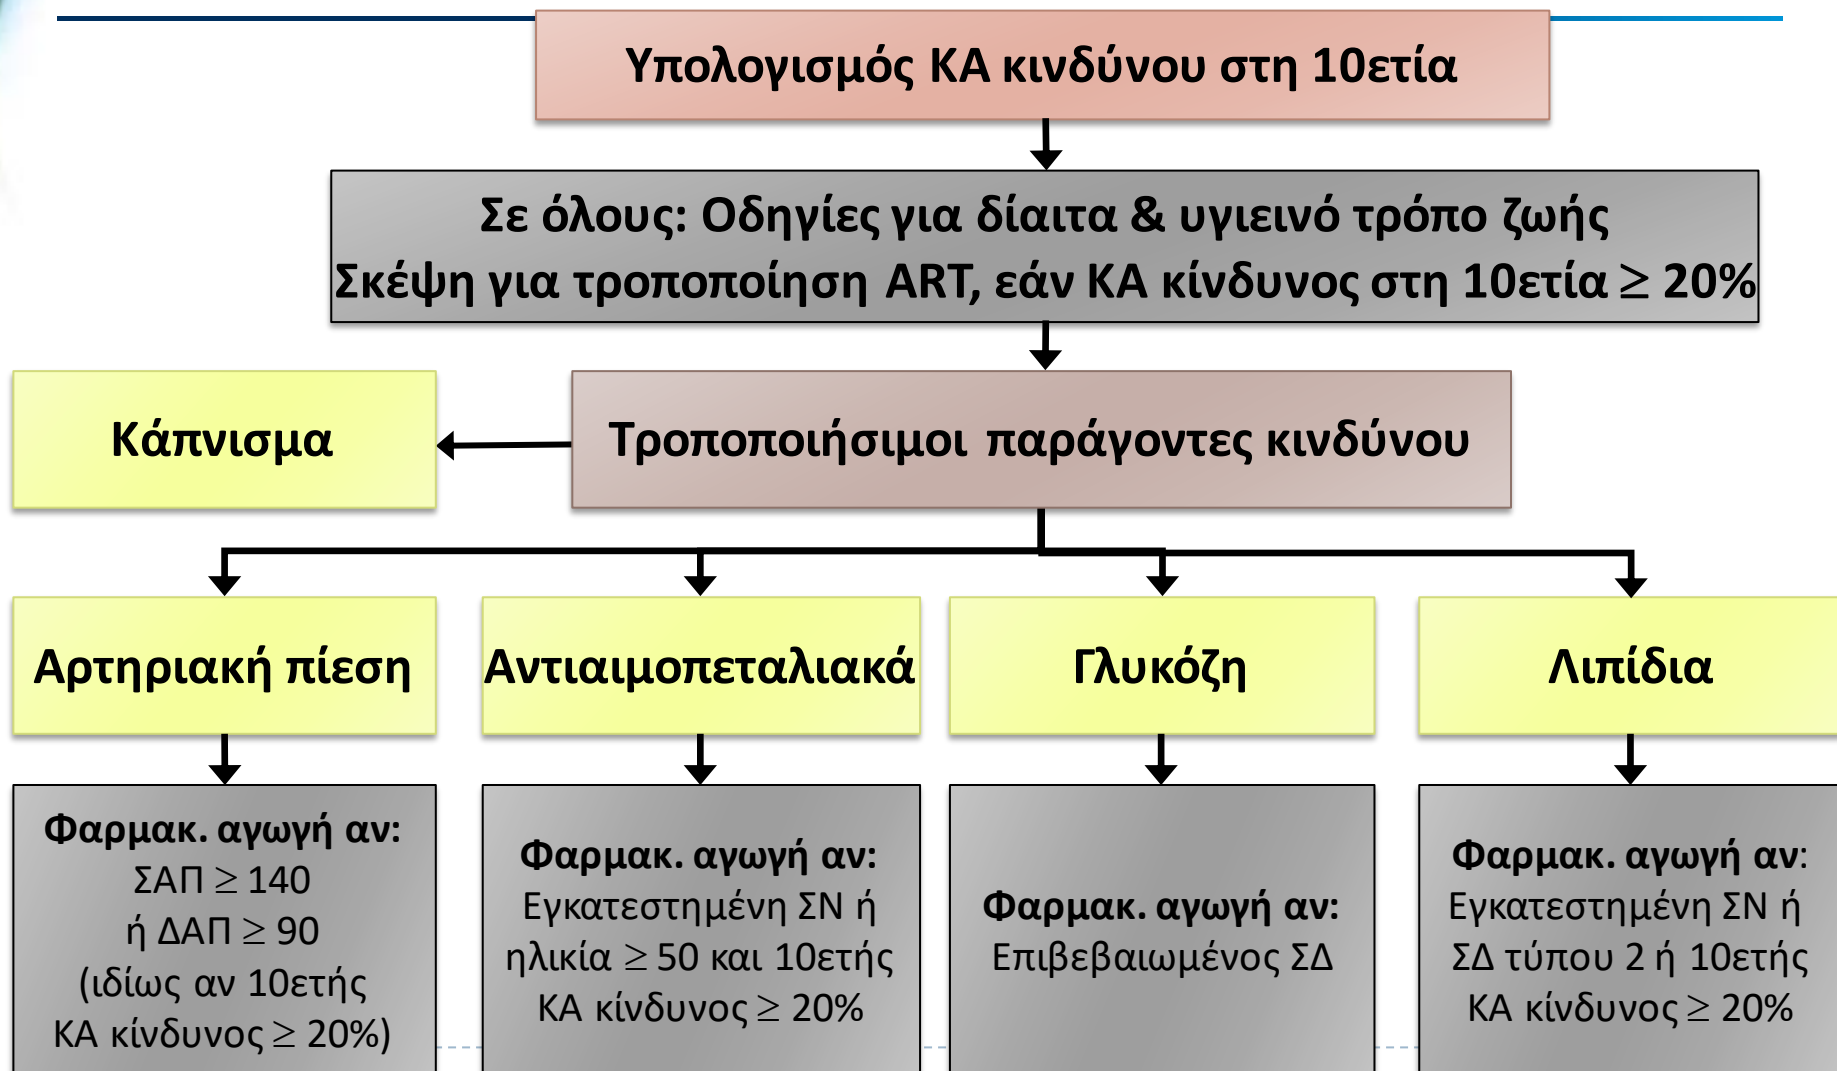 Υπολογισμός ΚΑ κινδύνου στη 10ετία
Σε όλους: Οδηγίες για δίαιτα & υγιεινό τρόπο ζωής
Σκέψη για τροποποίηση ART, εάν ΚΑ κίνδυνος στη 10ετία ≥ 20%
Κάπνισμα
Τροποποιήσιμοι παράγοντες κινδύνου
Αρτηριακή πίεση
Αντιαιμοπεταλιακά
Γλυκόζη
Λιπίδια
Φαρμακ. αγωγή αν:
ΣΑΠ ≥ 140
ή ΔΑΠ ≥ 90
(ιδίως αν 10ετής
ΚΑ κίνδυνος ≥ 20%)
Φαρμακ. αγωγή αν:
Εγκατεστημένη ΣΝ ή
ηλικία ≥ 50 και 10ετής
ΚΑ κίνδυνος ≥ 20%
Φαρμακ. αγωγή αν:
Επιβεβαιωμένος ΣΔ
Φαρμακ. αγωγή αν:
Εγκατεστημένη ΣΝ ή
ΣΔ τύπου 2 ή 10ετής
ΚΑ κίνδυνος ≥ 20%